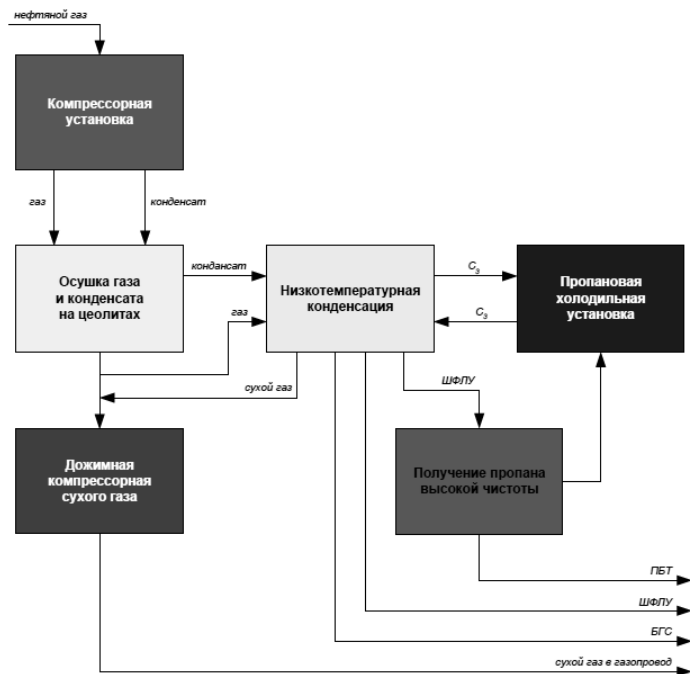 нефтяной газ
Компрессорная
установка
газ
конденсат
Осушка газа
и конденсата
на цеолитах
кондансат
газ
Низкотемпературная
конденсация
C₃
C₃
Пропановая
холодильная
установка
сухой газ
ШФЛУ
Дожимная
компрессорная
сухого газа
Получение пропана
высокой чистоты
ПБТ
ШФЛУ
БГС
сухой газ в газопровод